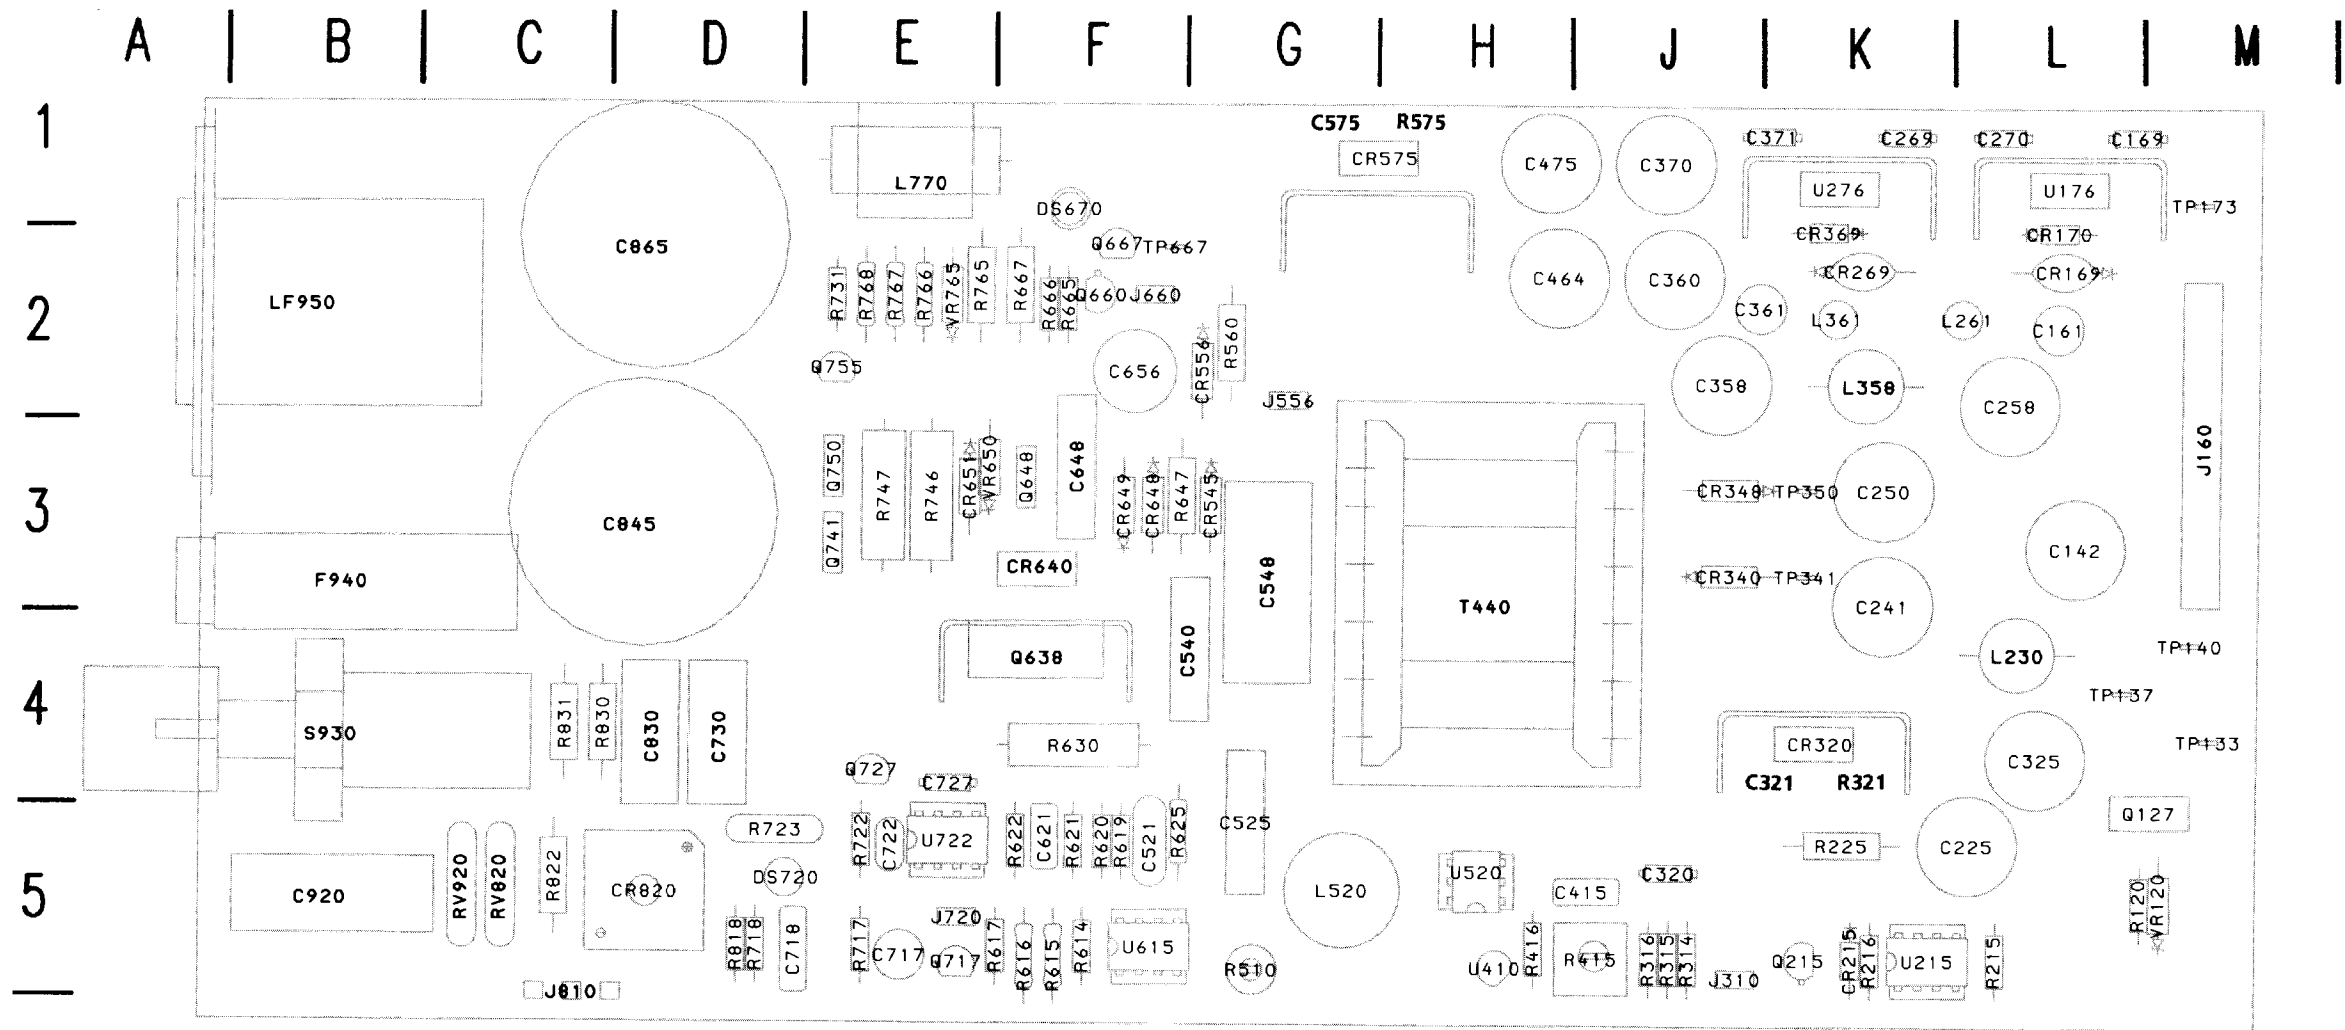 A B C D E F G H J K L M
1
C575 R575
C371 C269 C270 C169
CR575 C475 C370
L770 U276 U176
DS670 TP173
C865 Q667 TP667 CR369 CR170
CR269 CR169
C464 C360
2
LF950
R731 R768 R767 R766 VR765 R765 R667 R666 R665 Q660 J660
C361 L361 L261 C161
CR556 R560
Q755 C656
C358 L358 C258
J556
J160
3
Q750 R747 R746 CR651 VR650 Q648 C648 CR649 CR648 R647 CR545
CR348 TP350 C250
C845
Q741 C142
F940 CR640 C548 CR340 TP341
T440 C241
Q638 C540 L230 TP140
TP137
4
S930 R831 R830 C830 C730
R630 CR320 TP133
Q727 C727 C321 R321 C325
Q127
R723 R722 C722 U722 R622 C621 R621 R620 R619 C521 R625 C525
R225 C225
5
C920 RV920 RV820 R822 CR820 DS720 L520 U520 C415 C320
R120 VR120
J720
R818 R718 C718 R717 C717 Q717 R617 R616 R615 R614 U615 R510
U410 R416 R415 R316 R315 R314 J310 Q215 CR215 R216 U215 R215
J810